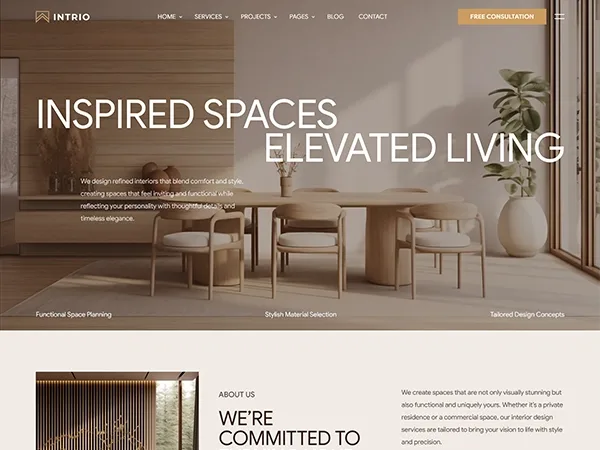 INTRIO
HOME
SERVICES
PROJECTS
PAGES
BLOG
CONTACT
FREE CONSULTATION
INSPIRED SPACES
ELEVATED LIVING
We design refined interiors that blend comfort and style,
creating spaces that feel inviting and functional while
reflecting your personality with thoughtful details and
timeless elegance.
Functional Space Planning
Stylish Material Selection
Tailored Design Concepts
ABOUT US
WE'RE
COMMITTED TO
We create spaces that are not only visually stunning but
also functional and uniquely yours. Whether it's a private
residence or a commercial space, our interior design
services are tailored to bring your vision to life with style
and precision.